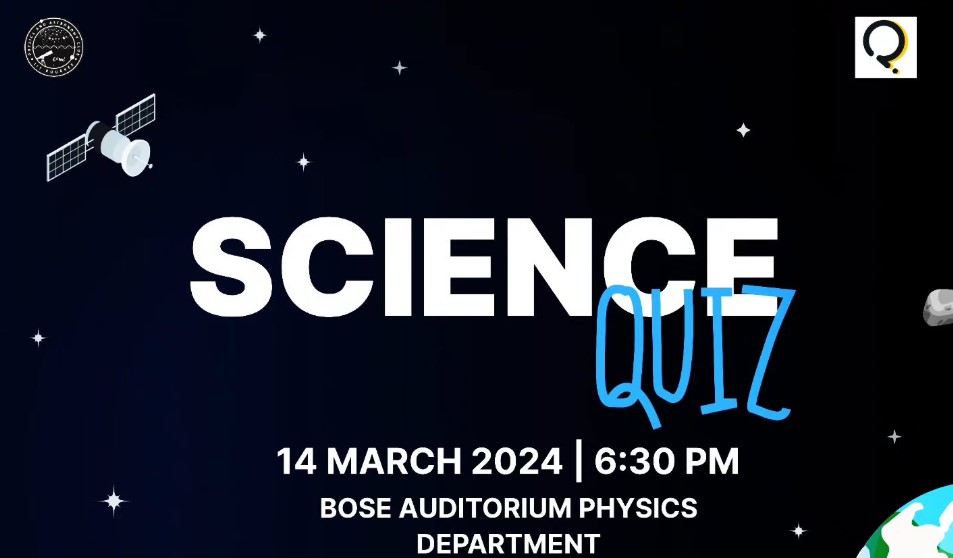 SCIENCE
QUIZ
14 MARCH 2024 | 6:30 PM
BOSE AUDITORIUM PHYSICS
DEPARTMENT